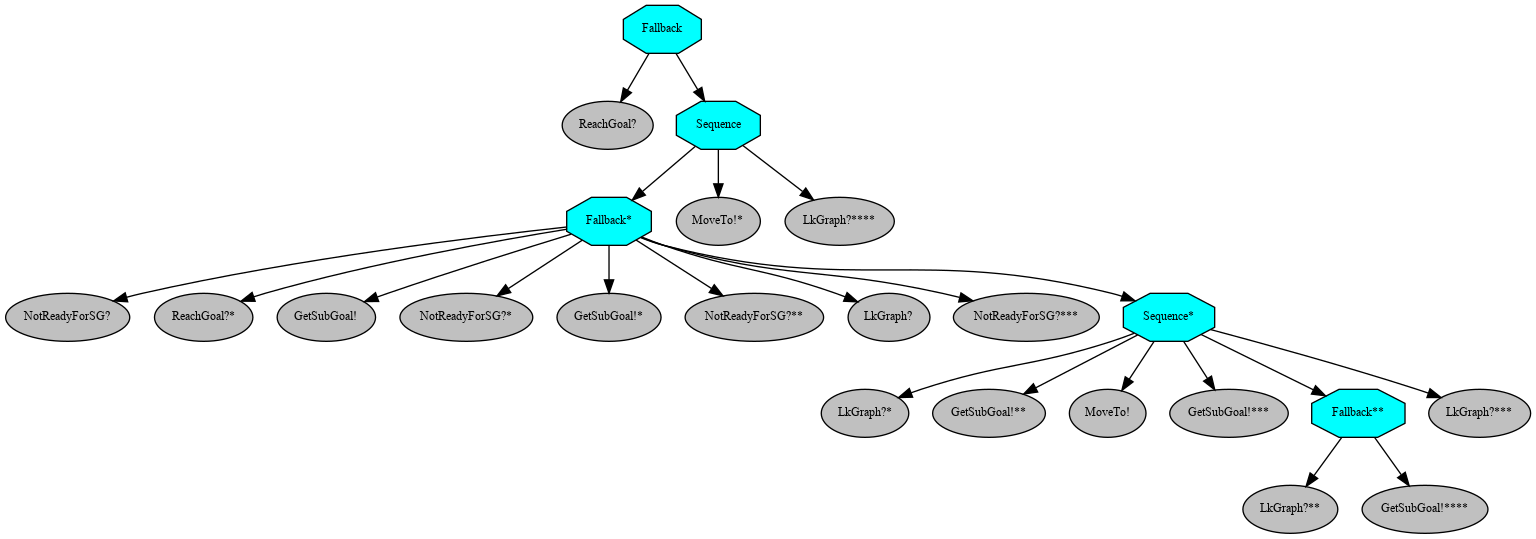 Fallback
ReachGoal?
Sequence
Fallback*
MoveTo!*
LkGraph?****
NotReadyForSG?
ReachGoal?*
GetSubGoal!
NotReadyForSG?*
GetSubGoal!*
NotReadyForSG?**
LkGraph?
NotReadyForSG?***
Sequence*
LkGraph?*
GetSubGoal!**
MoveTo!
GetSubGoal!***
Fallback**
LkGraph?***
LkGraph?**
GetSubGoal!****